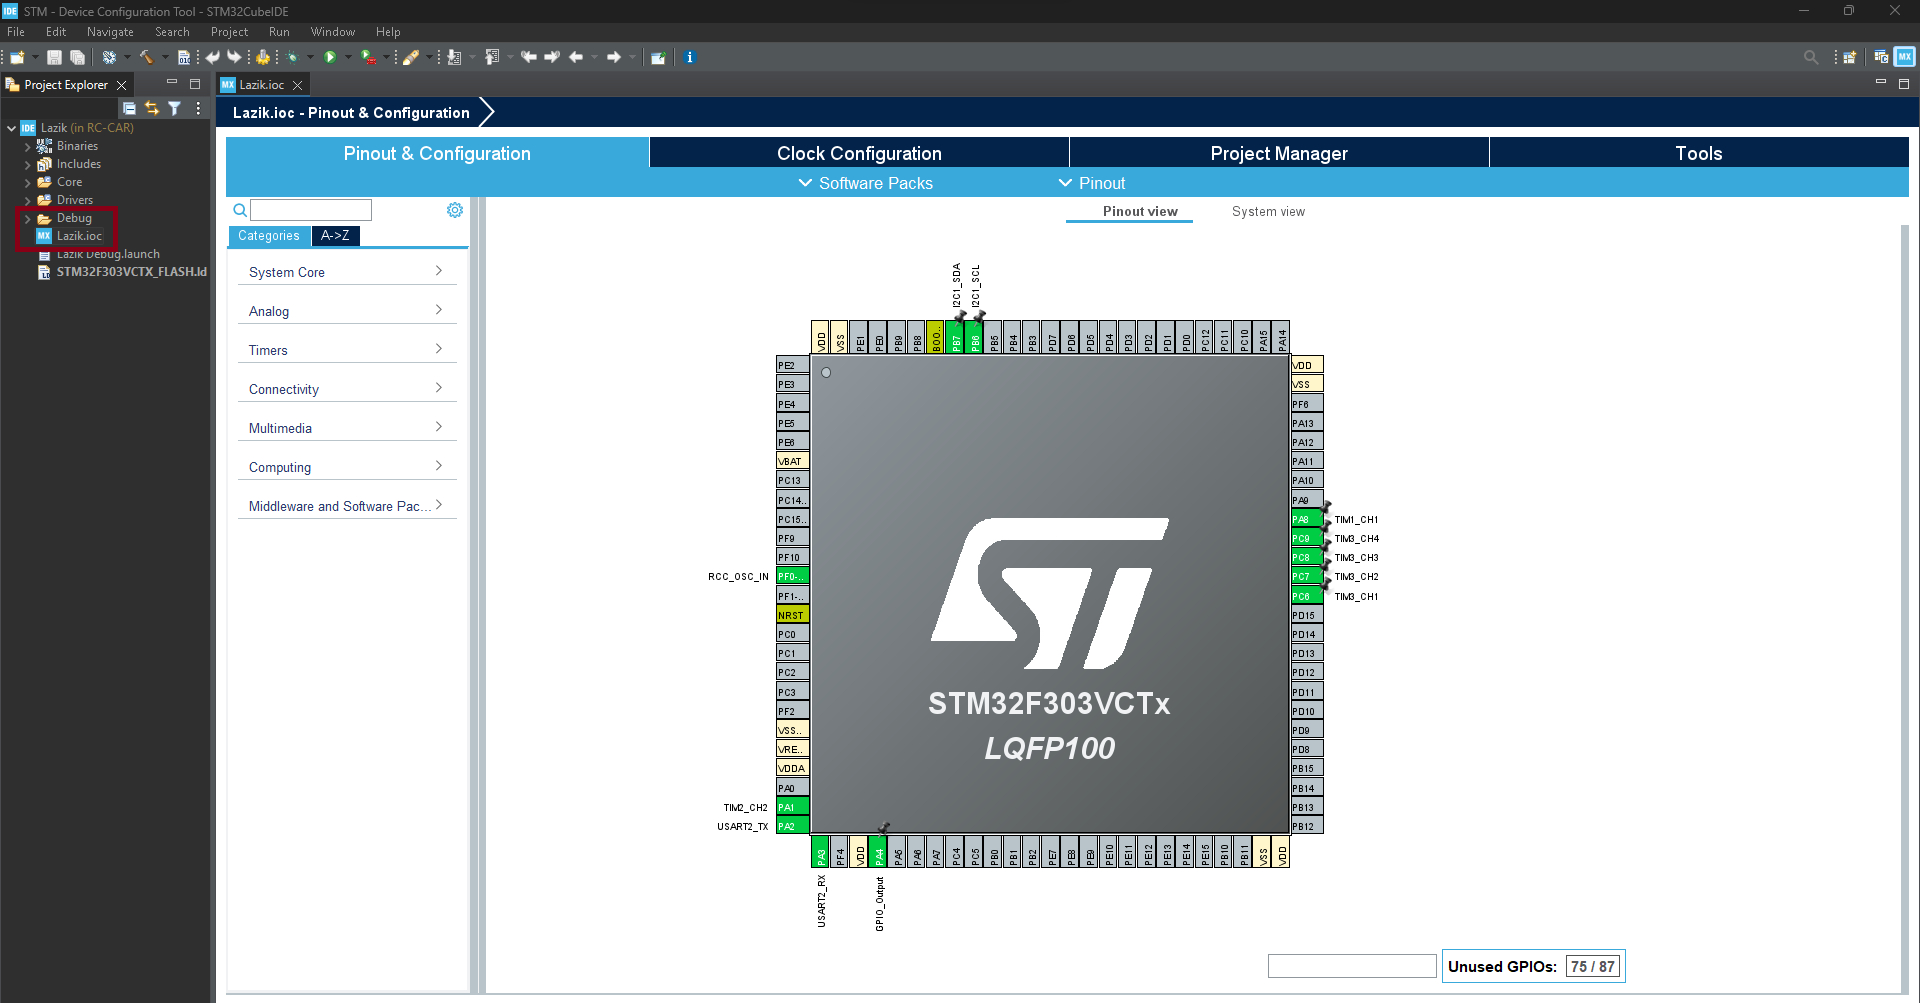 IDE STM - Device Configuration Tool - STM32CubeIDE
File Edit Navigate Search Project Run Window Help
Project Explorer
MX Lazik.ioc
IDE Lazik (in RC-CAR)
Binaries
Includes
Core
Drivers
Debug
MX Lazik.ioc
Lazik Debug.launch
STM32F303VCTX_FLASH.ld
Lazik.ioc - Pinout & Configuration
Pinout & Configuration
Clock Configuration
Project Manager
Tools
Software Packs
Pinout
Categories
A->Z
System Core
Analog
Timers
Connectivity
Multimedia
Computing
Middleware and Software Pac...
Pinout view
System view
I2C1_SDA
I2C1_SCL
VDD
VSS
PE1
PE0
PB9
PB8
BOO..
PB7
PB6
PB5
PB4
PB3
PD7
PD6
PD5
PD4
PD3
PD2
PD1
PD0
PC12
PC11
PC10
PA15
PA14
PE2
PE3
PE4
PE5
PE6
VBAT
PC13
PC14..
PC15..
PF9
PF10
RCC_OSC_IN PF0-..
PF1-..
NRST
PC0
PC1
PC2
PC3
PF2
VSS..
VRE..
VDDA
PA0
TIM2_CH2 PA1
USART2_TX PA2
ST
STM32F303VCTx
LQFP100
VDD
VSS
PF6
PA13
PA12
PA11
PA10
PA9
PA8 TIM1_CH1
PC9 TIM3_CH4
PC8 TIM3_CH3
PC7 TIM3_CH2
PC6 TIM3_CH1
PD15
PD14
PD13
PD12
PD11
PD10
PD9
PD8
PB15
PB14
PB13
PB12
PA3
PF4
VDD
PA4
PA5
PA6
PA7
PC4
PC5
PB0
PB1
PB2
PE7
PE8
PE9
PE10
PE11
PE12
PE13
PE14
PE15
PB10
PB11
VSS
VDD
USART2_RX
GPIO_Output
Unused GPIOs: 75 / 87